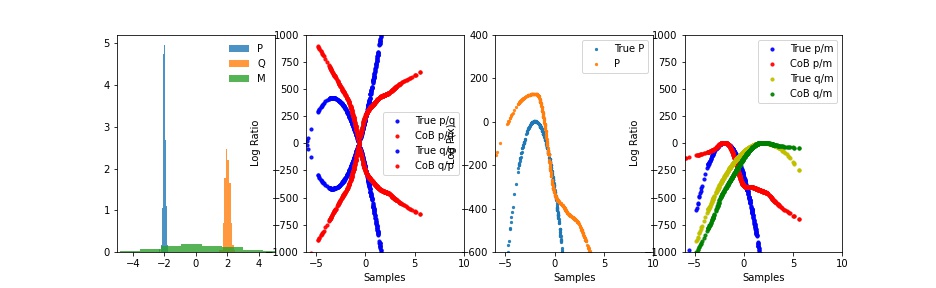 5
4
3
2
1
0
−4
−2
0
2
4
P
Q
M
Log Ratio
1000
750
500
250
0
−250
−500
−750
−1000
−5
0
5
10
Samples
True p/q
CoB p/q
True q/p
CoB q/p
400
200
0
−200
−400
−600
−5
0
5
10
Samples
True P
P
Log Ratio
1000
750
500
250
0
−250
−500
−750
−1000
−5
0
5
10
Samples
True p/m
CoB p/m
True q/m
CoB q/m